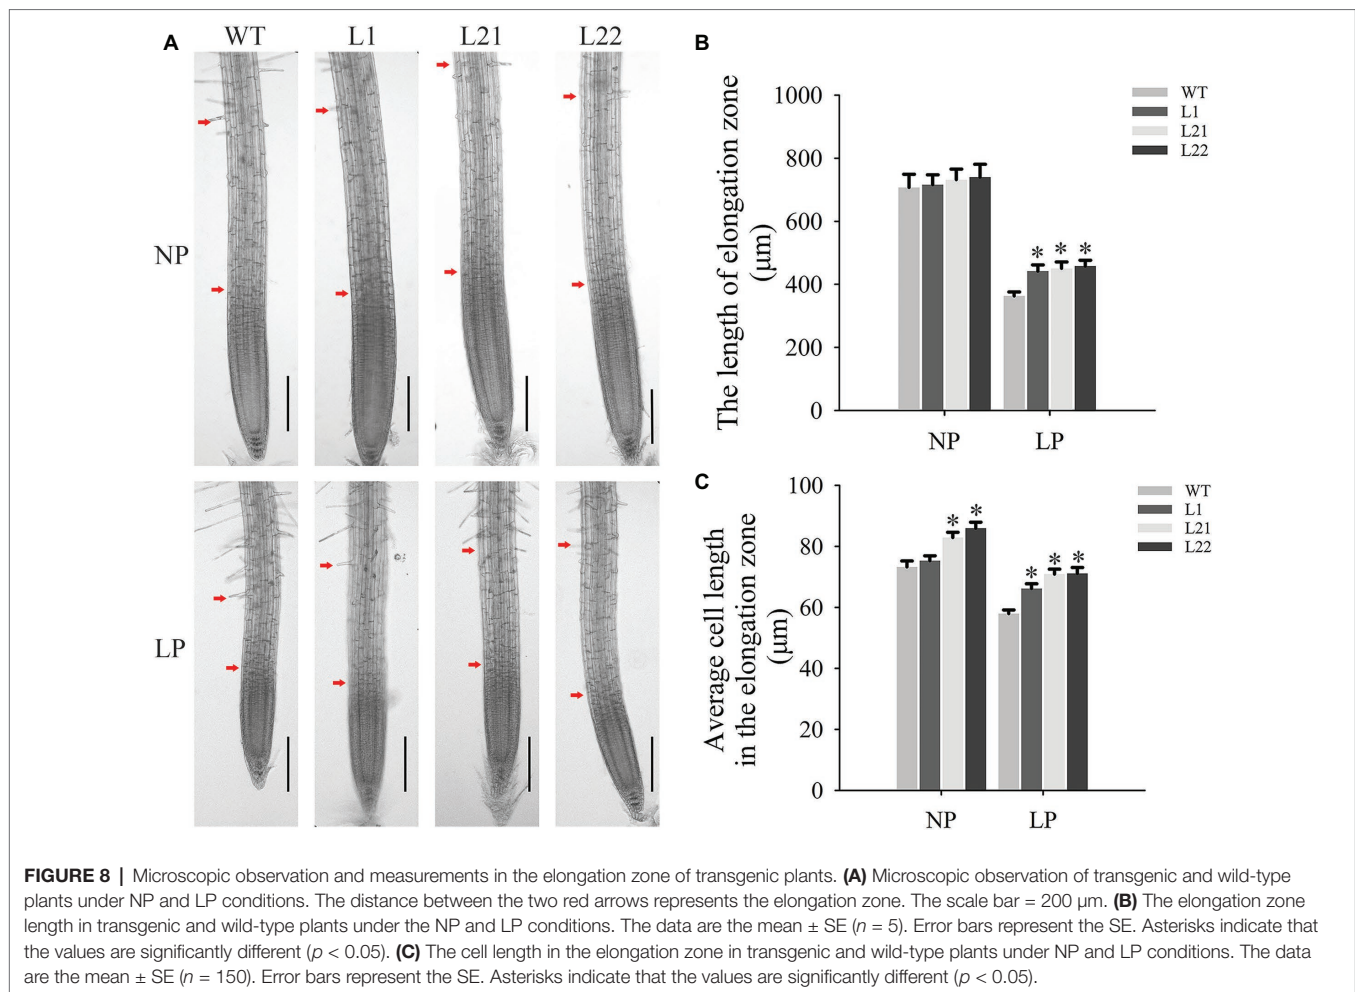 A
WT L1 L21 L22
NP
LP
B
The length of elongation zone
(μm)
1000
800
600
400
200
0
* * *
NP LP
WT
L1
L21
L22
C
Average cell length
in the elongation zone
(μm)
100
80
60
40
20
0
* * * * *
NP LP
WT
L1
L21
L22
FIGURE 8 | Microscopic observation and measurements in the elongation zone of transgenic plants. (A) Microscopic observation of transgenic and wild-type
plants under NP and LP conditions. The distance between the two red arrows represents the elongation zone. The scale bar = 200 μm. (B) The elongation zone
length in transgenic and wild-type plants under the NP and LP conditions. The data are the mean ± SE (n = 5). Error bars represent the SE. Asterisks indicate that
the values are significantly different (p < 0.05). (C) The cell length in the elongation zone in transgenic and wild-type plants under NP and LP conditions. The data
are the mean ± SE (n = 150). Error bars represent the SE. Asterisks indicate that the values are significantly different (p < 0.05).